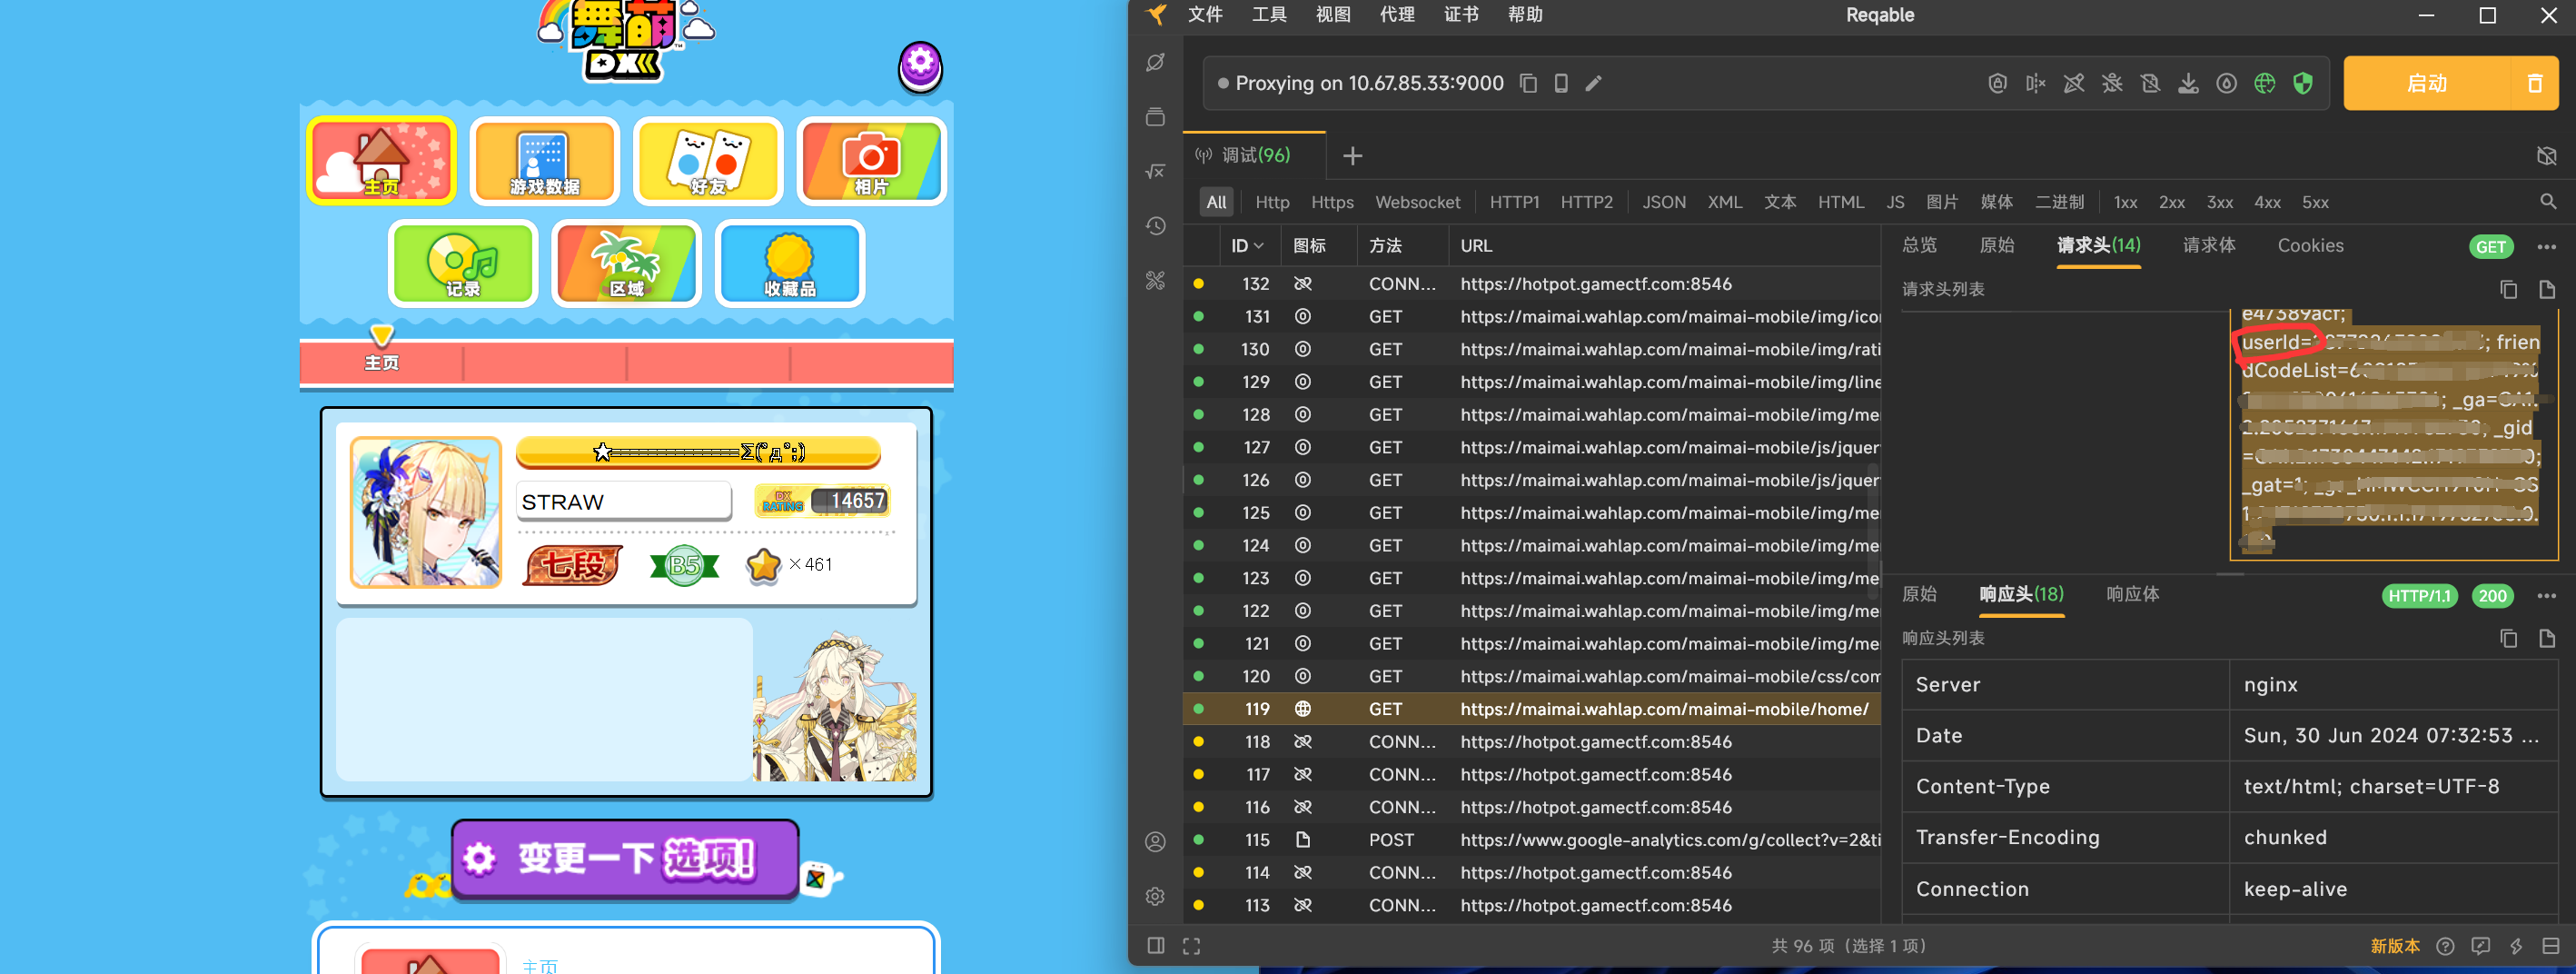 舞萌
DX
主页
游戏数据
好友
相片
记录
区域
收藏品
主页
STRAW
DX RATING 14657
七段
B5
×461
变更一下 选项!
主页
文件 工具 视图 代理 证书 帮助
Reqable
Proxying on 10.67.85.33:9000
启动
调试(96)
All Http Https Websocket HTTP1 HTTP2 JSON XML 文本 HTML JS 图片 媒体 二进制 1xx 2xx 3xx 4xx 5xx
ID 图标 方法 URL
132 CONN... https://hotpot.gamectf.com:8546
131 GET https://maimai.wahlap.com/maimai-mobile/img/ico
130 GET https://maimai.wahlap.com/maimai-mobile/img/rati
129 GET https://maimai.wahlap.com/maimai-mobile/img/line
128 GET https://maimai.wahlap.com/maimai-mobile/img/me
127 GET https://maimai.wahlap.com/maimai-mobile/js/jquer
126 GET https://maimai.wahlap.com/maimai-mobile/js/jquer
125 GET https://maimai.wahlap.com/maimai-mobile/img/me
124 GET https://maimai.wahlap.com/maimai-mobile/img/me
123 GET https://maimai.wahlap.com/maimai-mobile/img/me
122 GET https://maimai.wahlap.com/maimai-mobile/img/me
121 GET https://maimai.wahlap.com/maimai-mobile/img/me
120 GET https://maimai.wahlap.com/maimai-mobile/css/com
119 GET https://maimai.wahlap.com/maimai-mobile/home/
118 CONN... https://hotpot.gamectf.com:8546
117 CONN... https://hotpot.gamectf.com:8546
116 CONN... https://hotpot.gamectf.com:8546
115 POST https://www.google-analytics.com/g/collect?v=2&ti
114 CONN... https://hotpot.gamectf.com:8546
113 CONN... https://hotpot.gamectf.com:8546
总览 原始 请求头(14) 请求体 Cookies GET
请求头列表
e47389acf;
userId= ; frien
dCodeList=
; _ga=
; _gid
=
_gat=1;
原始 响应头(18) 响应体 HTTP/1.1 200
响应头列表
Server nginx
Date Sun, 30 Jun 2024 07:32:53 ...
Content-Type text/html; charset=UTF-8
Transfer-Encoding chunked
Connection keep-alive
共 96 项 (选择 1 项)
新版本